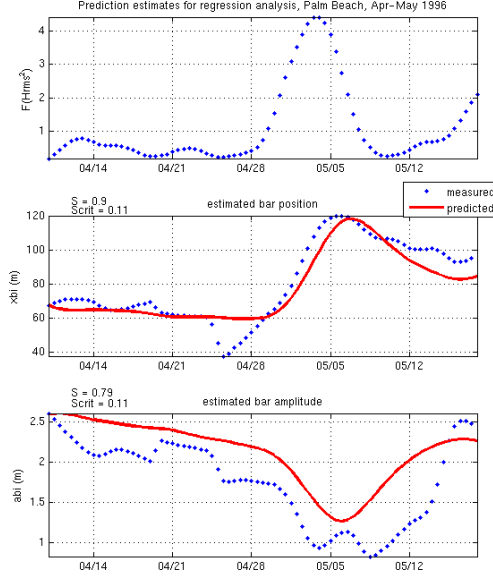 Prediction estimates for regression analysis, Palm Beach, Apr-May 1996
4
3
2
1
F(Hrms²)
04/14 04/21 04/28 05/05 05/12
measured
predicted
S = 0.9
Scrit = 0.11
estimated bar position
120
100
80
60
40
xbi (m)
04/14 04/21 04/28 05/05 05/12
S = 0.79
Scrit = 0.11
estimated bar amplitude
2.5
2
1.5
1
abi (m)
04/14 04/21 04/28 05/05 05/12